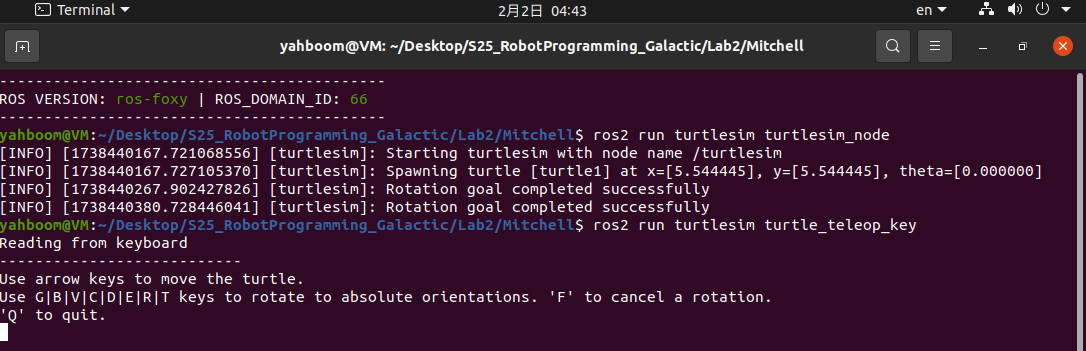 Terminal 2月2日 04:43 en
yahboom@VM: ~/Desktop/S25_RobotProgramming_Galactic/Lab2/Mitchell
-------------------------------------------
ROS VERSION: ros-foxy | ROS_DOMAIN_ID: 66
-------------------------------------------
yahboom@VM:~/Desktop/S25_RobotProgramming_Galactic/Lab2/Mitchell$ ros2 run turtlesim turtlesim_node
[INFO] [1738440167.721068556] [turtlesim]: Starting turtlesim with node name /turtlesim
[INFO] [1738440167.727105370] [turtlesim]: Spawning turtle [turtle1] at x=[5.544445], y=[5.544445], theta=[0.000000]
[INFO] [1738440267.902427826] [turtlesim]: Rotation goal completed successfully
[INFO] [1738440380.728446041] [turtlesim]: Rotation goal completed successfully
yahboom@VM:~/Desktop/S25_RobotProgramming_Galactic/Lab2/Mitchell$ ros2 run turtlesim turtle_teleop_key
Reading from keyboard
---------------------------
Use arrow keys to move the turtle.
Use G|B|V|C|D|E|R|T keys to rotate to absolute orientations. 'F' to cancel a rotation.
'Q' to quit.